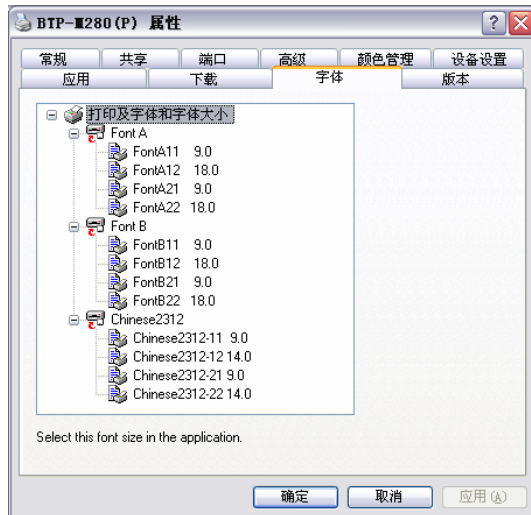 BTP-M280(P) 属性
常规 共享 端口 高级 颜色管理 设备设置
应用 下载 字体 版本
打印及字体和字体大小
Font A
FontA11 9.0
FontA12 18.0
FontA21 9.0
FontA22 18.0
Font B
FontB11 9.0
FontB12 18.0
FontB21 9.0
FontB22 18.0
Chinese2312
Chinese2312-11 9.0
Chinese2312-12 14.0
Chinese2312-21 9.0
Chinese2312-22 14.0
Select this font size in the application.
确定 取消 应用(A)